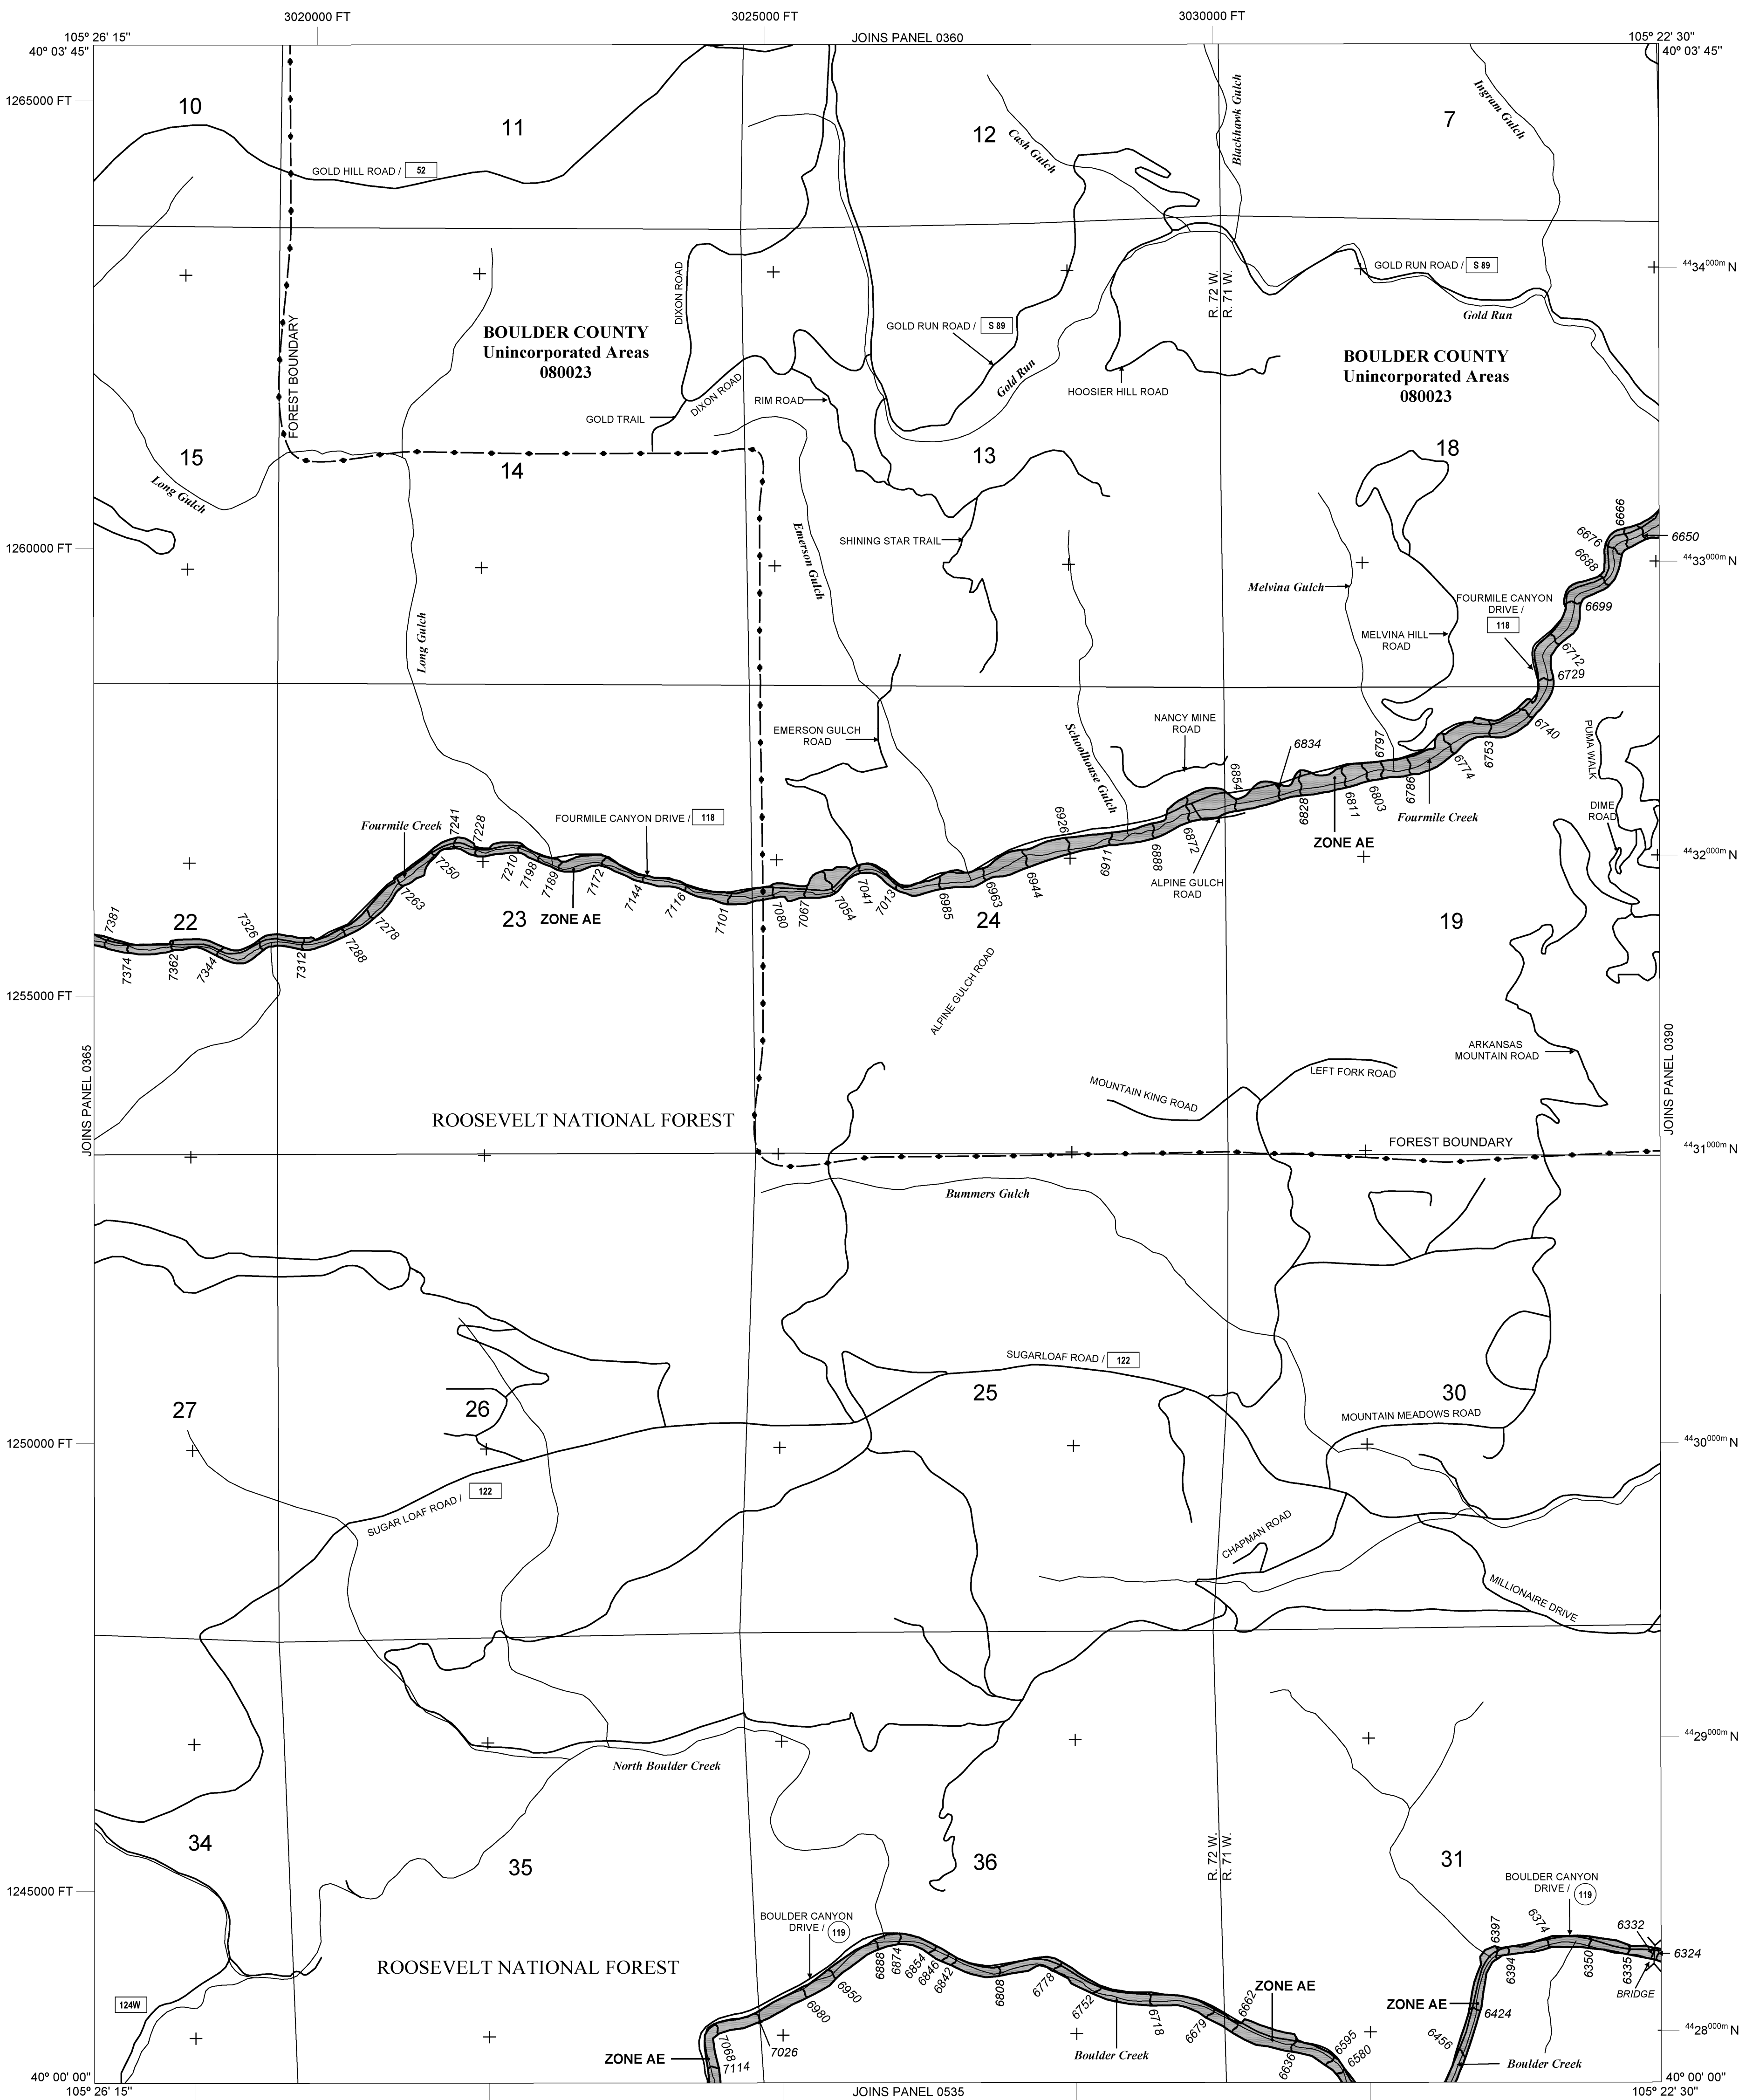 3020000 FT
3025000 FT
3030000 FT
105º 26' 15"
JOINS PANEL 0360
105º 22' 30"
40º 03' 45"
40º 03' 45"
1265000 FT
10
11
12
7
Cash Gulch
Blackhawk Gulch
Ingram Gulch
GOLD HILL ROAD / 52
DIXON ROAD
R. 72 W.
R. 71 W.
GOLD RUN ROAD / S 89
4434000m N
FOREST BOUNDARY
BOULDER COUNTY
Unincorporated Areas
080023
GOLD RUN ROAD / S 89
Gold Run
Gold Run
BOULDER COUNTY
Unincorporated Areas
080023
DIXON ROAD
RIM ROAD
HOOSIER HILL ROAD
GOLD TRAIL
15
14
13
18
Long Gulch
Emerson Gulch
SHINING STAR TRAIL
1260000 FT
6666
6676
6650
6688
4433000m N
Melvina Gulch
FOURMILE CANYON
DRIVE /
118
6699
Long Gulch
MELVINA HILL
ROAD
6712
6729
EMERSON GULCH
ROAD
Schoolhouse Gulch
NANCY MINE
ROAD
6834
6797
6740
6753
PUMA WALK
6774
6854
6786
6803
6811
6828
DIME
ROAD
Fourmile Creek
ZONE AE
Fourmile Creek
7241
7228
FOURMILE CANYON DRIVE / 118
6926
6872
6888
6911
4432000m N
7250
7210
7198
7189
7172
7263
7144
7116
7101
7080
7067
7054
7041
7013
6985
6963
6944
ALPINE GULCH
ROAD
ZONE AE
7278
7381
22
7326
23
24
19
7374
7362
7344
7312
7288
1255000 FT
ALPINE GULCH ROAD
JOINS PANEL 0365
JOINS PANEL 0390
ARKANSAS
MOUNTAIN ROAD
LEFT FORK ROAD
MOUNTAIN KING ROAD
ROOSEVELT NATIONAL FOREST
FOREST BOUNDARY
4431000m N
Bummers Gulch
SUGARLOAF ROAD / 122
27
26
25
30
MOUNTAIN MEADOWS ROAD
1250000 FT
4430000m N
SUGAR LOAF ROAD / 122
CHAPMAN ROAD
MILLIONAIRE DRIVE
4429000m N
North Boulder Creek
34
35
36
R. 72 W.
R. 71 W.
31
1245000 FT
BOULDER CANYON
DRIVE / 119
BOULDER CANYON
DRIVE / 119
6397
6374
6332
6324
6394
6350
6335
BRIDGE
6888
6874
6854
6846
6842
6808
6778
6752
6718
6679
6662
ZONE AE
ROOSEVELT NATIONAL FOREST
6950
6980
124W
ZONE AE
6424
6456
4428000m N
7026
7068
7114
ZONE AE
Boulder Creek
6636
6595
6580
Boulder Creek
40º 00' 00"
40º 00' 00"
105º 26' 15"
JOINS PANEL 0535
105º 22' 30"